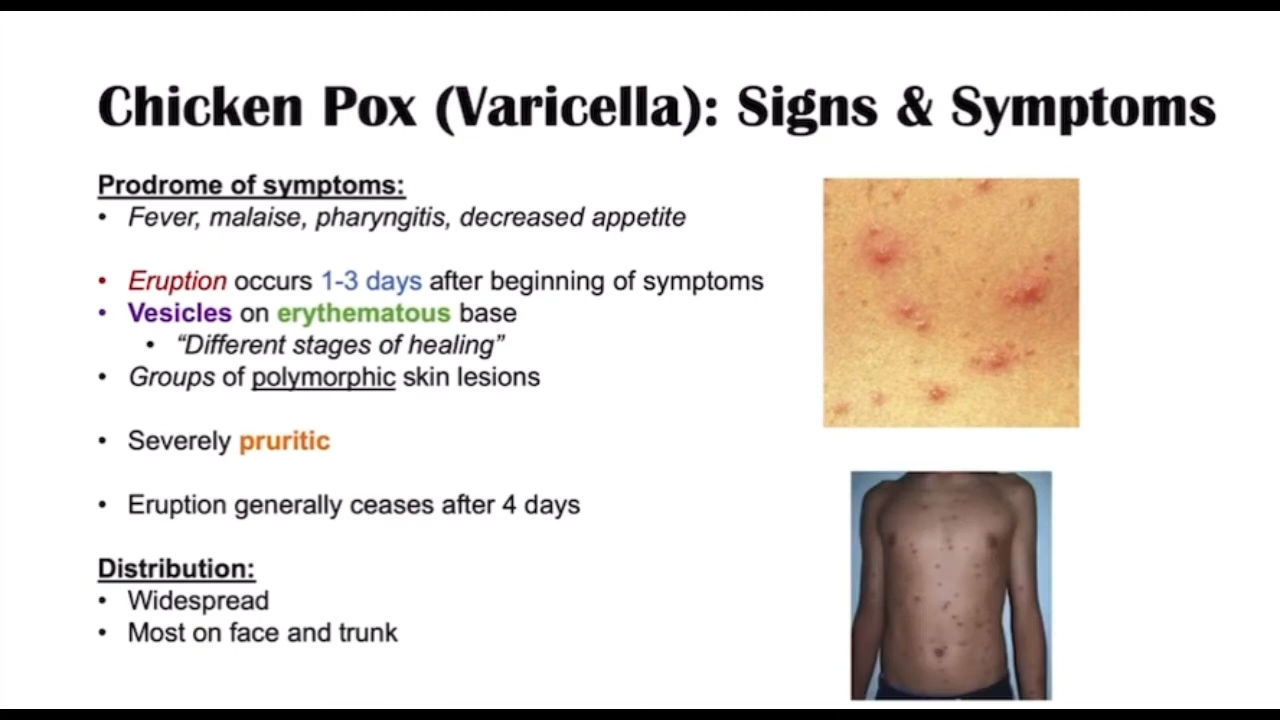 Chicken Pox (Varicella): Signs & Symptoms
Prodrome of symptoms:
• Fever, malaise, pharyngitis, decreased appetite
• Eruption occurs 1-3 days after beginning of symptoms
• Vesicles on erythematous base
• “Different stages of healing”
• Groups of polymorphic skin lesions
• Severely pruritic
• Eruption generally ceases after 4 days
Distribution:
• Widespread
• Most on face and trunk